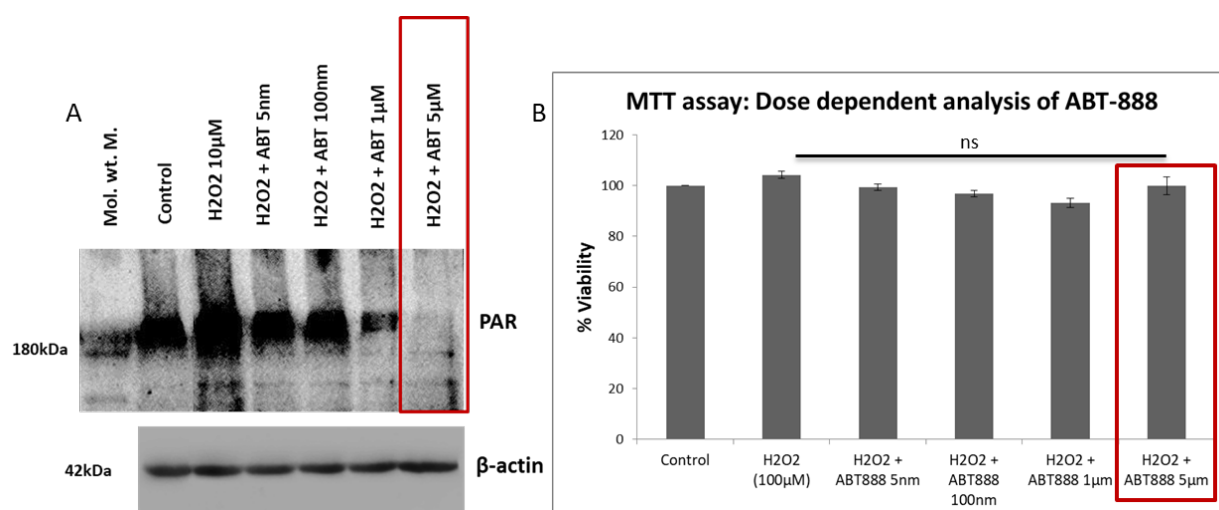 A
Mol. wt. M.
Control
H2O2 10µM
H2O2 + ABT 5nm
H2O2 + ABT 100nm
H2O2 + ABT 1µM
H2O2 + ABT 5µM
PAR
180kDa
42kDa
β-actin
B
MTT assay: Dose dependent analysis of ABT-888
ns
% Viability
120
100
80
60
40
20
0
Control
H2O2
(100µM)
H2O2 +
ABT888 5nm
H2O2 +
ABT888
100nm
H2O2 +
ABT888 1µm
H2O2 +
ABT888 5µm